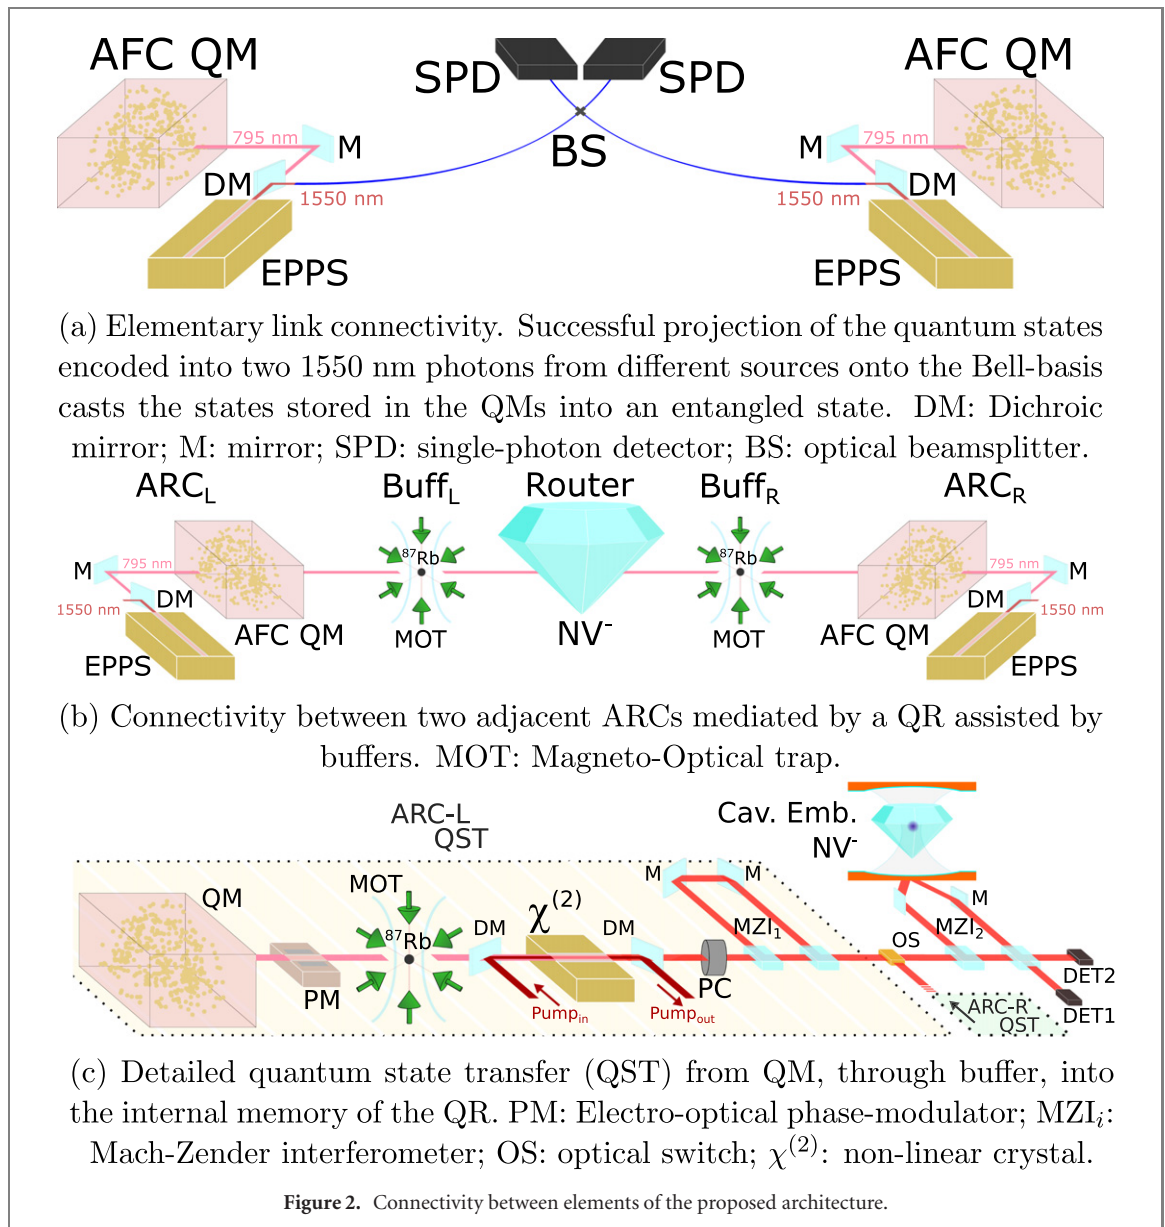 AFC QM
SPD
SPD
AFC QM
795 nm
M
BS
M
795 nm
DM
1550 nm
1550 nm
DM
EPPS
EPPS
(a) Elementary link connectivity. Successful projection of the quantum states
encoded into two 1550 nm photons from different sources onto the Bell-basis
casts the states stored in the QMs into an entangled state. DM: Dichroic
mirror; M: mirror; SPD: single-photon detector; BS: optical beamsplitter.
ARC_L
Buff_L
Router
Buff_R
ARC_R
M
795 nm
⁸⁷Rb
⁸⁷Rb
795 nm
M
1550 nm
DM
AFC QM
MOT
NV⁻
MOT
AFC QM
DM
1550 nm
EPPS
EPPS
(b) Connectivity between two adjacent ARCs mediated by a QR assisted by
buffers. MOT: Magneto-Optical trap.
ARC-L
QST
Cav. Emb.
NV⁻
QM
MOT
χ⁽²⁾
M
M
M
⁸⁷Rb
DM
DM
MZI₁
OS
MZI₂
PM
PC
Pump_in
Pump_out
DET2
DET1
ARC-R
QST
(c) Detailed quantum state transfer (QST) from QM, through buffer, into
the internal memory of the QR. PM: Electro-optical phase-modulator; MZI_i:
Mach-Zender interferometer; OS: optical switch; χ⁽²⁾: non-linear crystal.
Figure 2. Connectivity between elements of the proposed architecture.